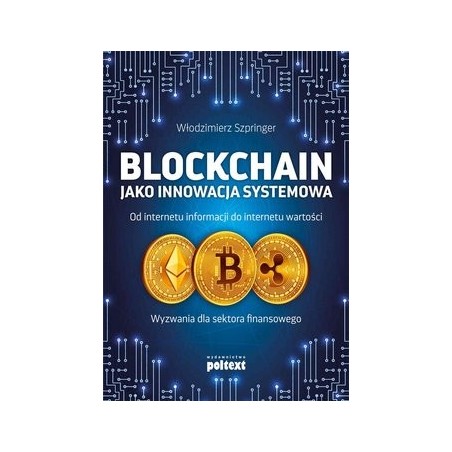 Włodzimierz Szpringer
BLOCKCHAIN
JAKO INNOWACJA SYSTEMOWA
Od internetu informacji do internetu wartości
Wyzwania dla sektora finansowego
wydawnictwo
poltext